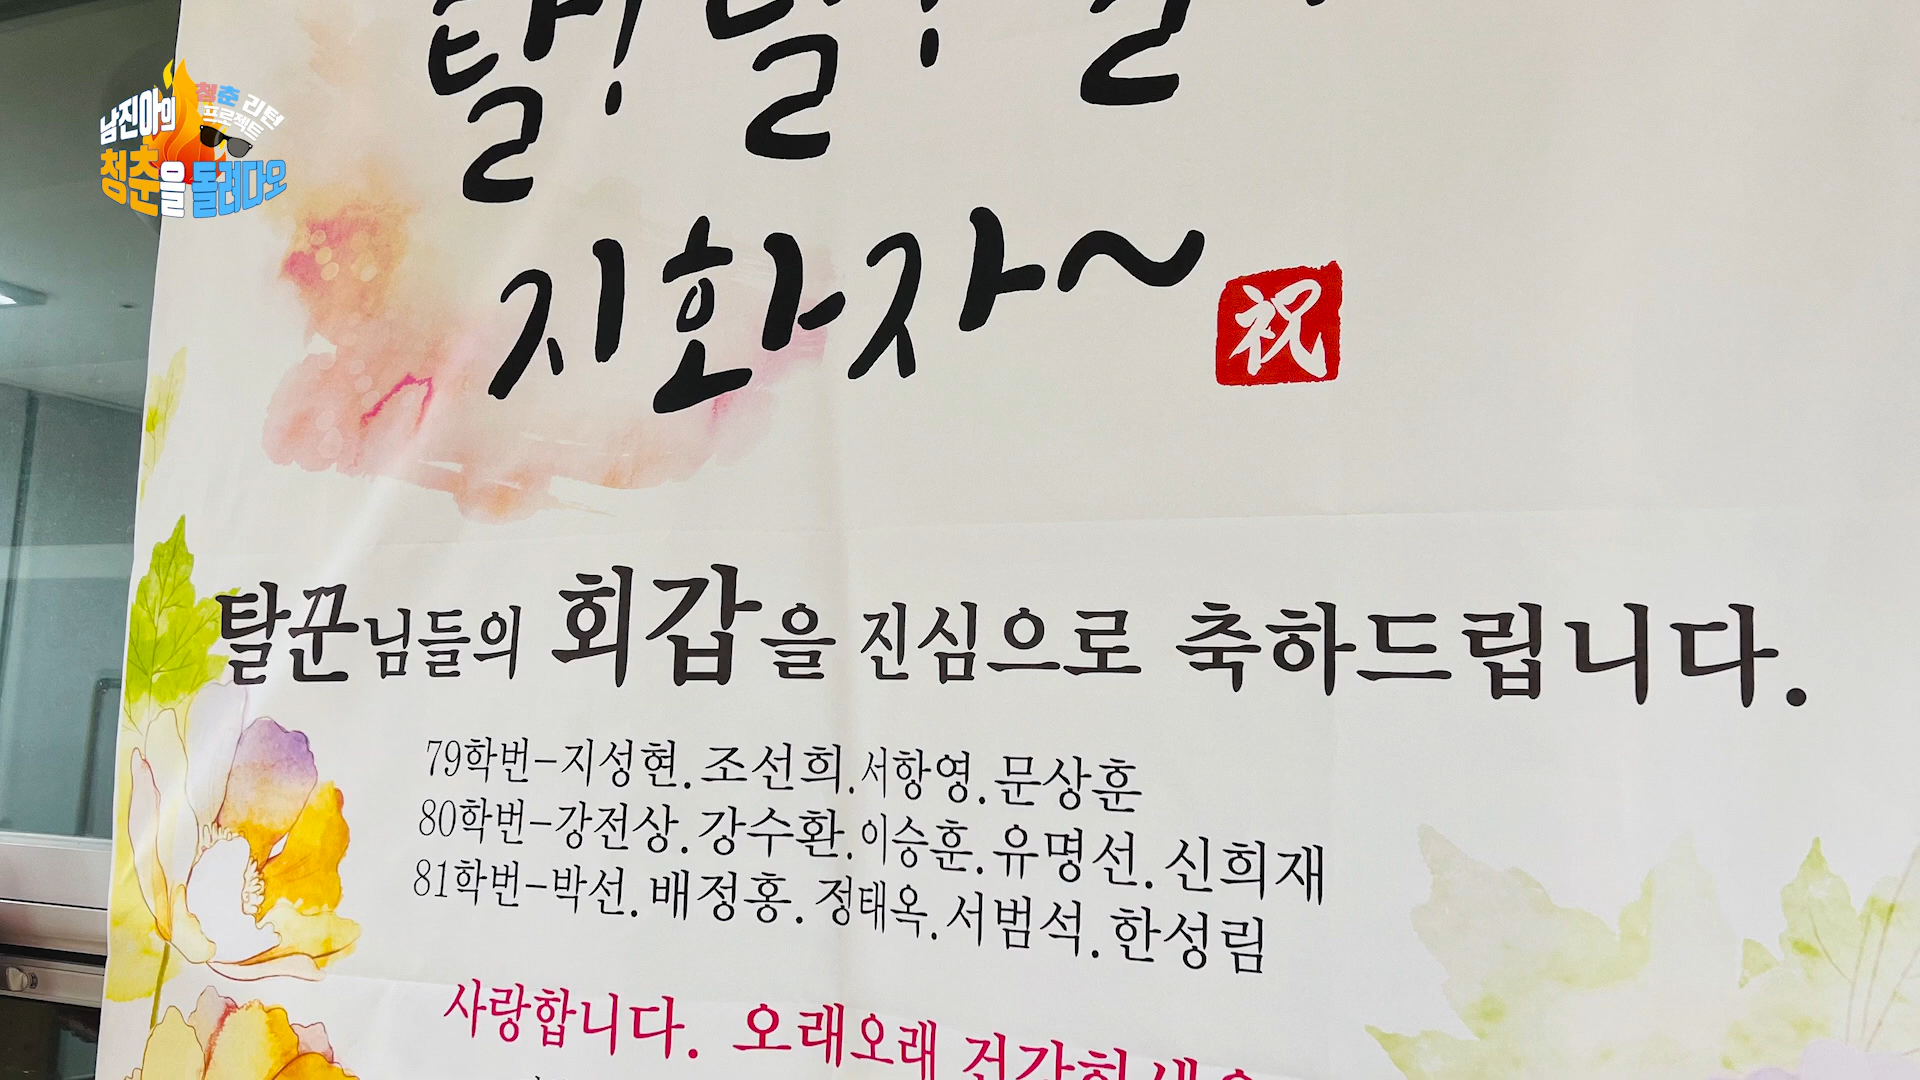 남진아의
청춘 리턴
프로젝트
청춘을 돌려다오
탈!
지화자~
祝
탈꾼님들의 회갑을 진심으로 축하드립니다.
79학번-지성현.조선희.서항영.문상훈
80학번-강전상.강수환.이승훈.유명선.신희재
81학번-박선.배정홍.정태옥.서범석.한성림
사랑합니다. 오래오래 건강하세요